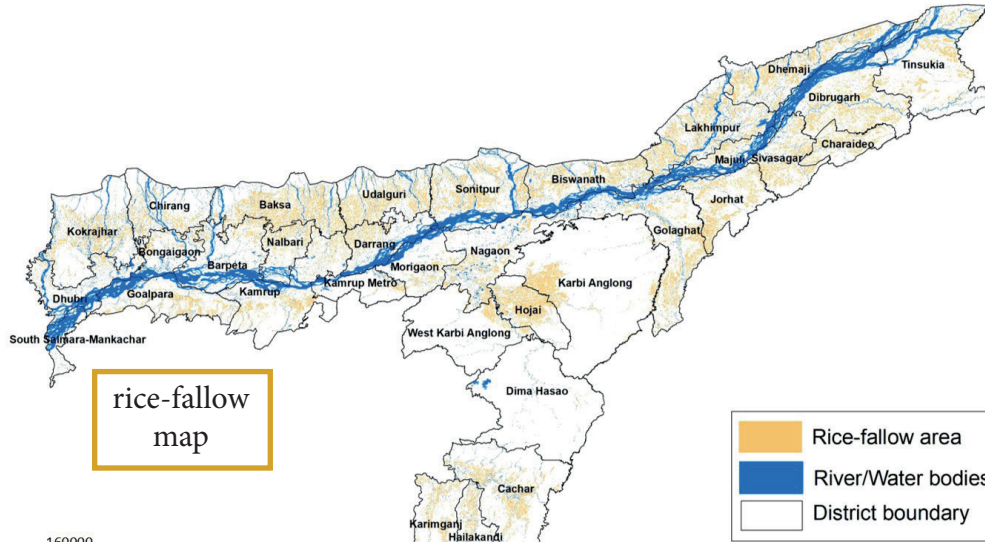 Tinsukia
Dhemaji
Dibrugarh
Lakhimpur
Charaideo
Majuli
Sivasagar
Jorhat
Golaghat
Biswanath
Sonitpur
Udalguri
Baksa
Chirang
Kokrajhar
Nalbari
Darrang
Bongaigaon
Barpeta
Nagaon
Morigaon
Kamrup Metro
Kamrup
Goalpara
Dhubri
Karbi Anglong
Hojai
West Karbi Anglong
South Salmara-Mankachar
Dima Hasao
rice-fallow
map
Rice-fallow area
River/Water bodies
District boundary
Cachar
Karimganj
Hailakandi